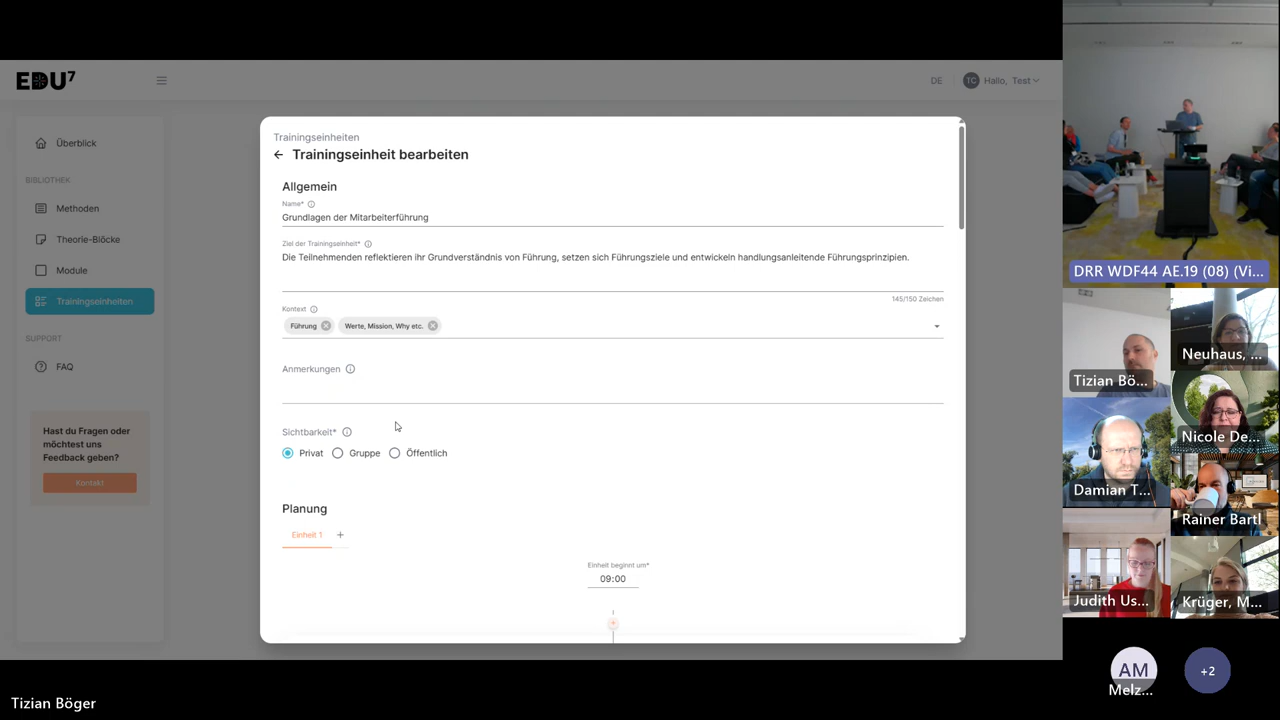 EDU7
DE
TC
Hallo, Test
Überblick
BIBLIOTHEK
Methoden
Theorie-Blöcke
Module
Trainingseinheiten
SUPPORT
FAQ
Hast du Fragen oder
möchtest uns
Feedback geben?
Kontakt
Trainingseinheiten
Trainingseinheit bearbeiten
Allgemein
Name*
Grundlagen der Mitarbeiterführung
Ziel der Trainingseinheit*
Die Teilnehmenden reflektieren ihr Grundverständnis von Führung, setzen sich Führungsziele und entwickeln handlungsanleitende Führungsprinzipien.
145/150 Zeichen
Kontext
Führung
Werte, Mission, Why etc.
Anmerkungen
Sichtbarkeit*
Privat
Gruppe
Öffentlich
Planung
Einheit 1
+
Einheit beginnt um*
09:00
DRR WDF44 AE.19 (08) (Vi...
Tizian Bö...
Neuhaus, ...
Nicole De...
Damian T...
Rainer Bartl
Judith Us...
Krüger, M...
AM
Melz...
+2
Tizian Böger